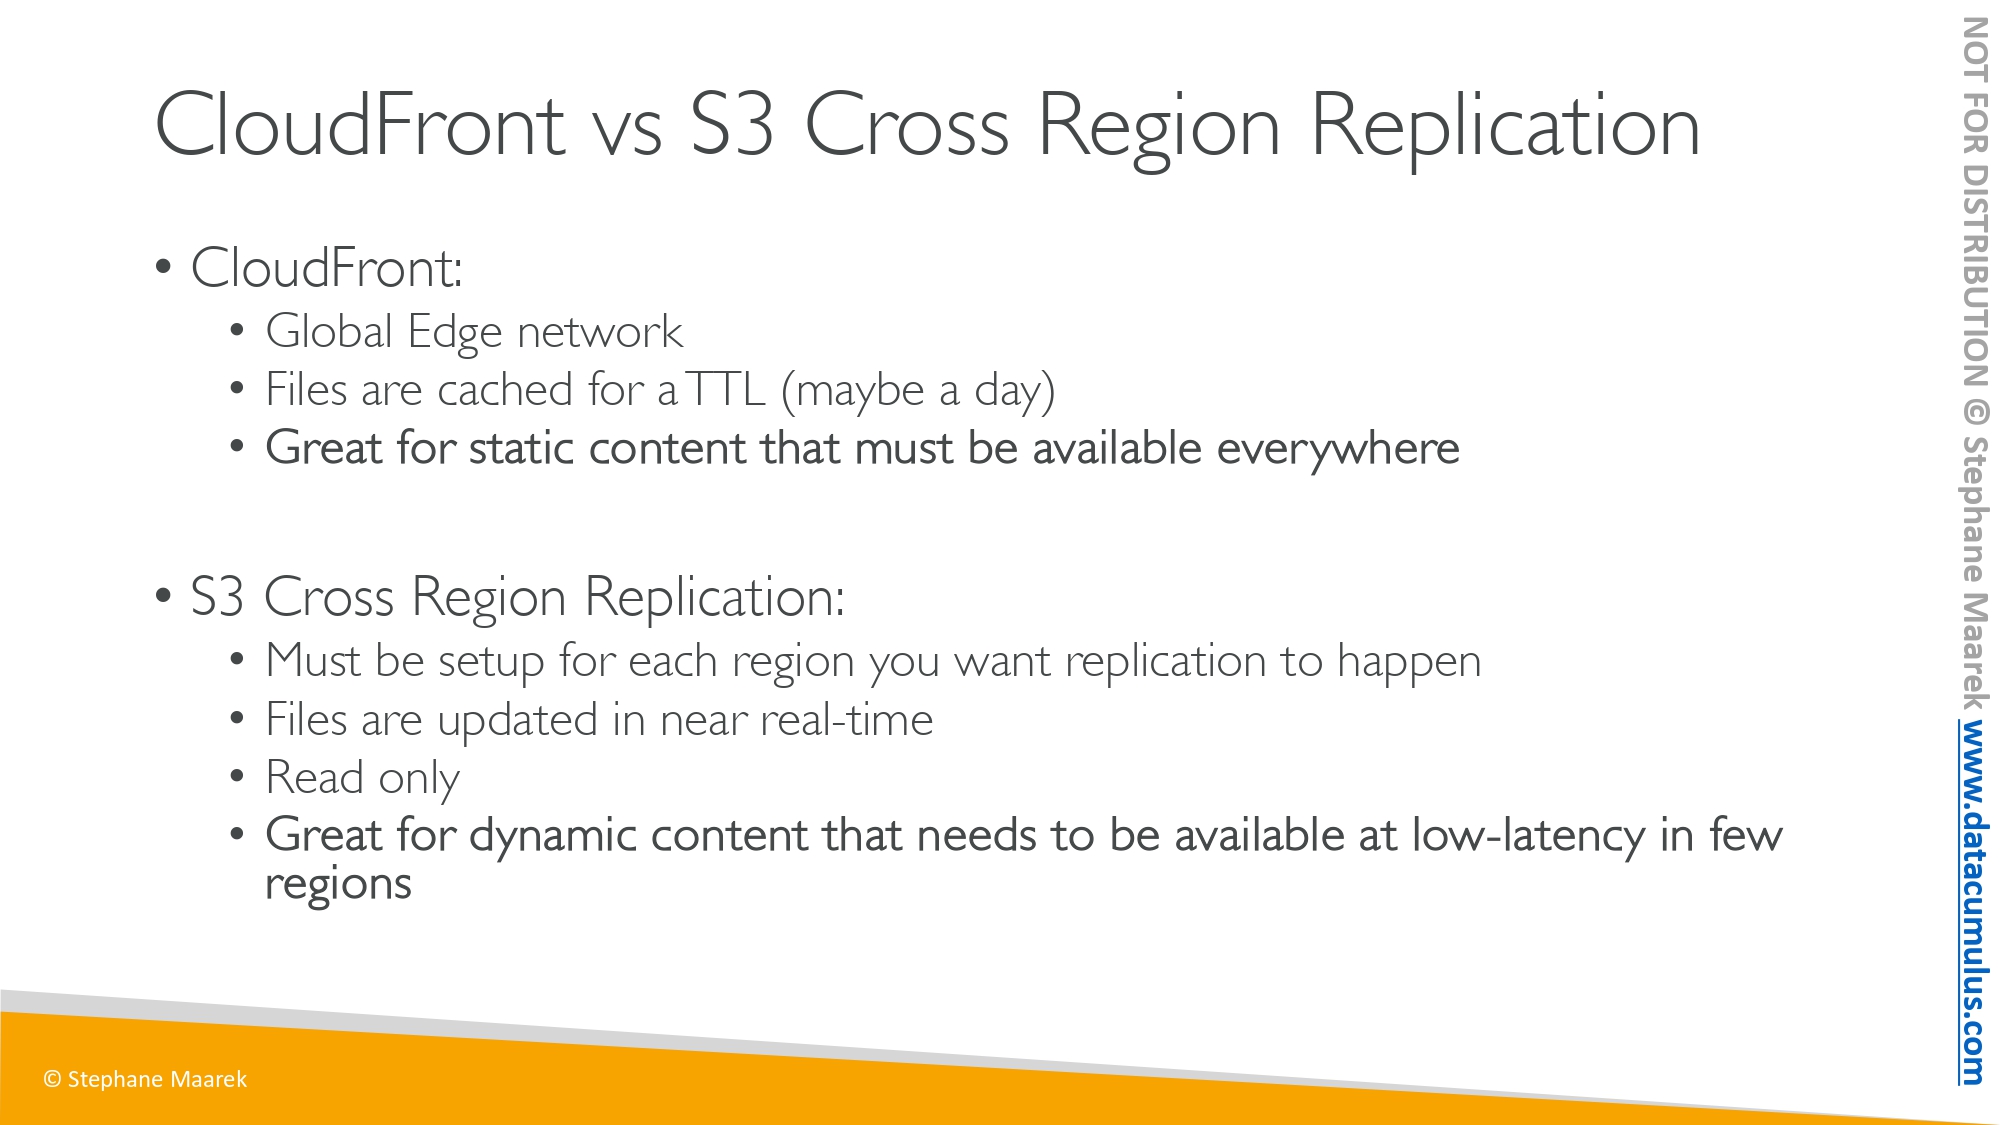 CloudFront vs S3 Cross Region Replication
• CloudFront:
• Global Edge network
• Files are cached for a TTL (maybe a day)
• Great for static content that must be available everywhere
• S3 Cross Region Replication:
• Must be setup for each region you want replication to happen
• Files are updated in near real-time
• Read only
• Great for dynamic content that needs to be available at low-latency in few
regions
© Stephane Maarek
NOT FOR DISTRIBUTION © Stephane Maarek www.datacumulus.com